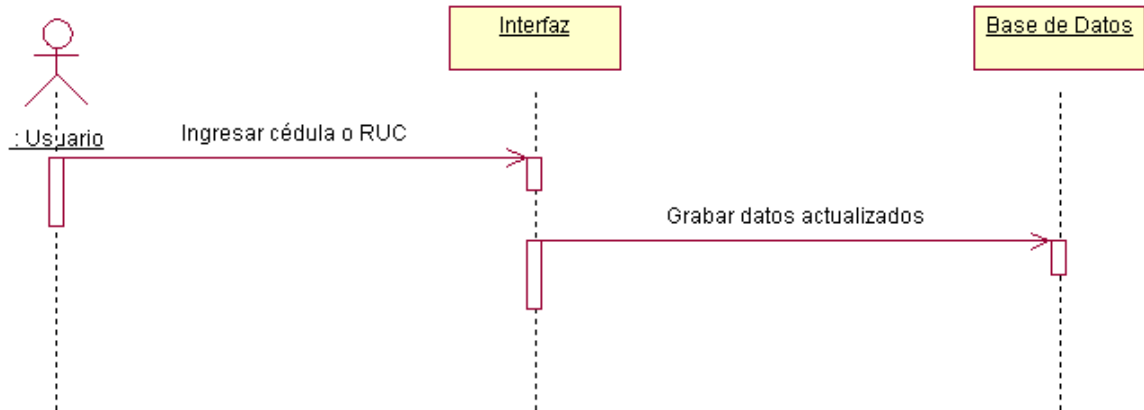 Interfaz
Base de Datos
: Usuario
Ingresar cédula o RUC
Grabar datos actualizados